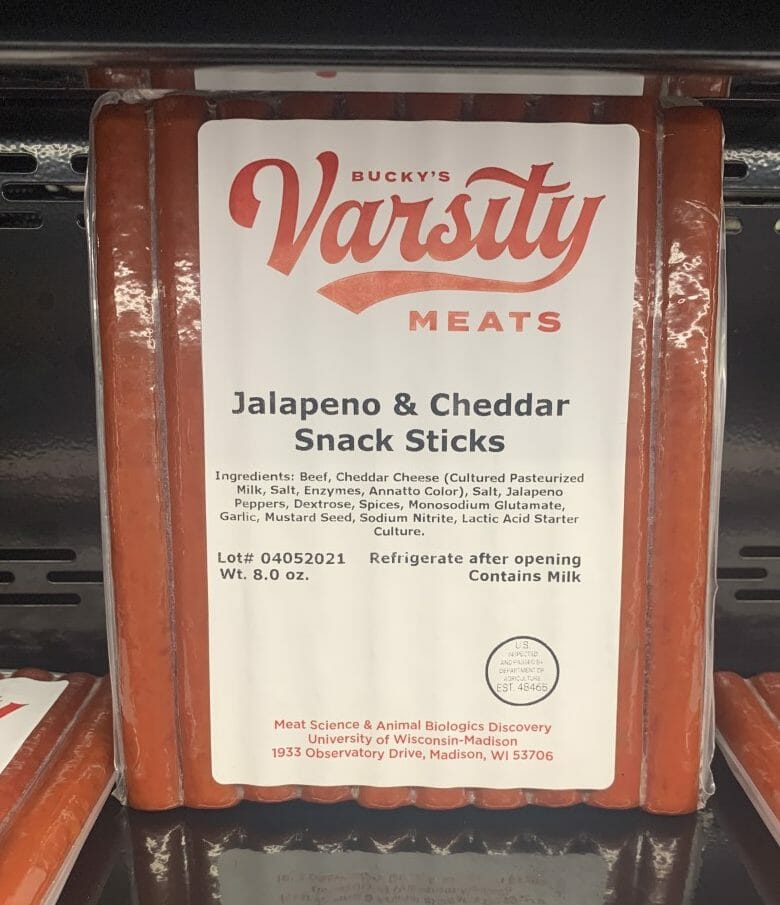 BUCKY'S
Varsity
MEATS
Jalapeno & Cheddar
Snack Sticks
Ingredients: Beef, Cheddar Cheese (Cultured Pasteurized
Milk, Salt, Enzymes, Annatto Color), Salt, Jalapeno
Peppers, Dextrose, Spices, Monosodium Glutamate,
Garlic, Mustard Seed, Sodium Nitrite, Lactic Acid Starter
Culture.
Lot# 04052021 Refrigerate after opening
Wt. 8.0 oz. Contains Milk
U.S.
INSPECTED
AND PASSED BY
DEPARTMENT OF
AGRICULTURE
EST. 48465
Meat Science & Animal Biologics Discovery
University of Wisconsin-Madison
1933 Observatory Drive, Madison, WI 53706